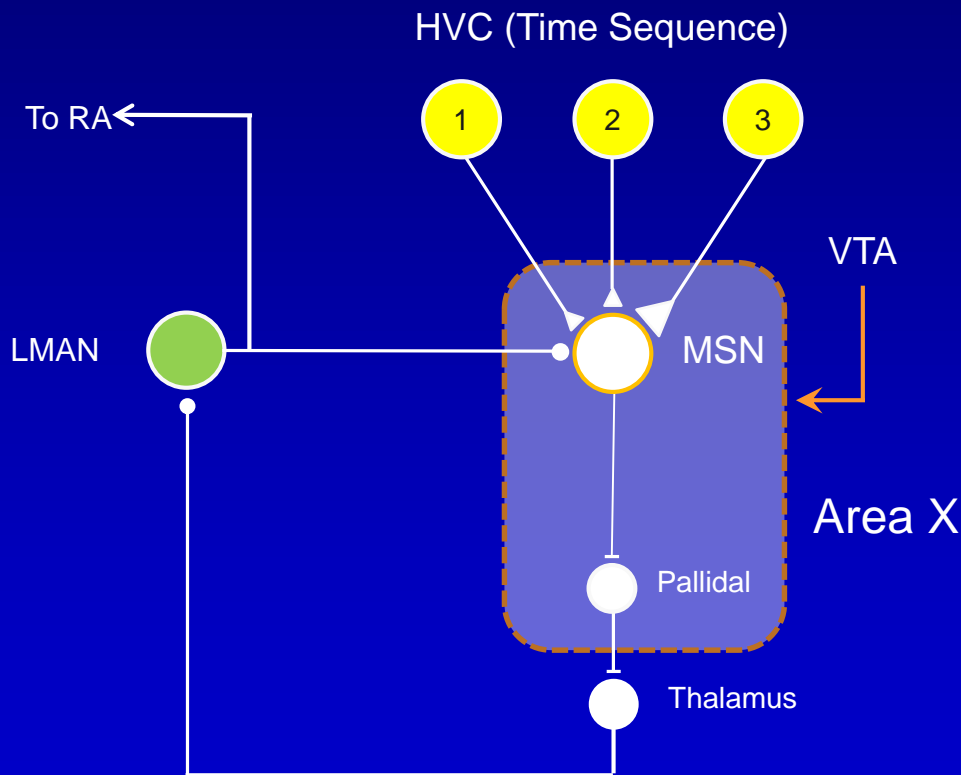 HVC (Time Sequence)
To RA
1
2
3
VTA
LMAN
MSN
Area X
Pallidal
Thalamus